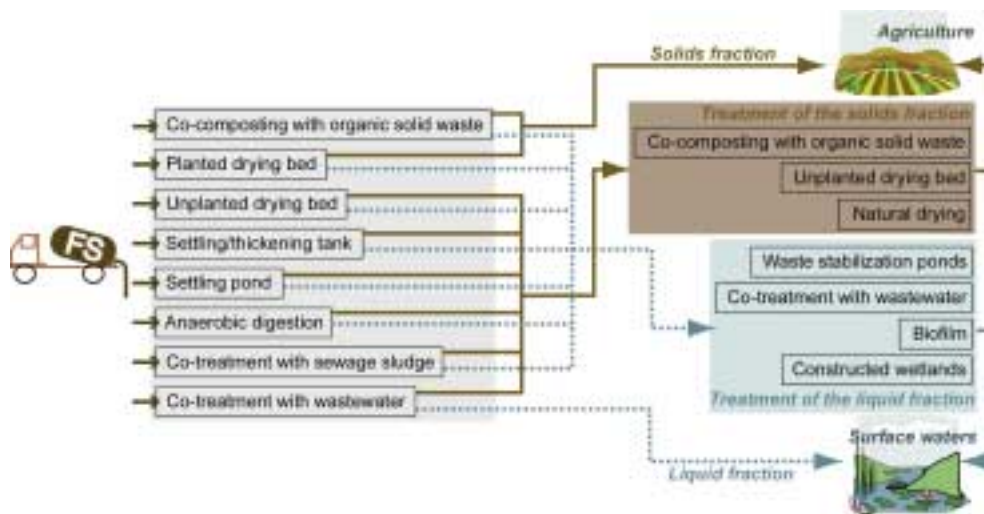 Agriculture
Solids fraction
Co-composting with organic solid waste
Planted drying bed
Unplanted drying bed
FS
Settling/thickening tank
Settling pond
Anaerobic digestion
Co-treatment with sewage sludge
Co-treatment with wastewater
Treatment of the solids fraction
Co-composting with organic solid waste
Unplanted drying bed
Natural drying
Waste stabilization ponds
Co-treatment with wastewater
Biofilm
Constructed wetlands
Treatment of the liquid fraction
Surface waters
Liquid fraction